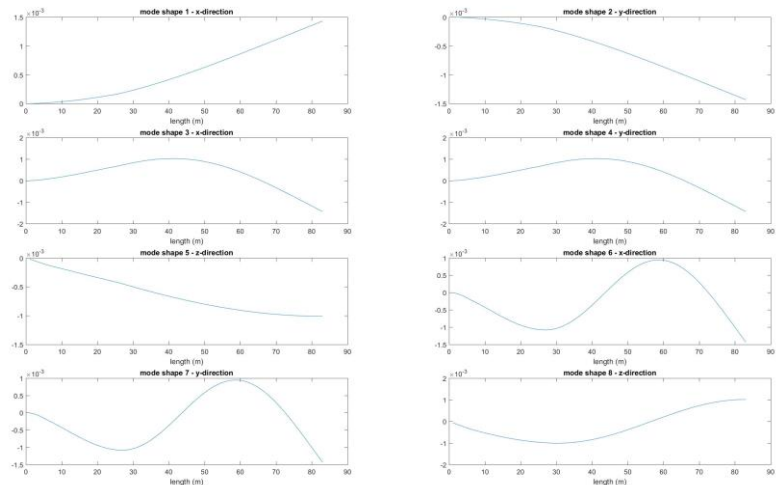 ×10⁻³ mode shape 1 - x-direction
1.5
1
0.5
0
0 10 20 30 40 50 60 70 80 90
length (m)
×10⁻³ mode shape 2 - y-direction
0
-0.5
-1
-1.5
0 10 20 30 40 50 60 70 80 90
length (m)
×10⁻³ mode shape 3 - x-direction
2
1
0
-1
-2
0 10 20 30 40 50 60 70 80 90
length (m)
×10⁻³ mode shape 4 - y-direction
2
1
0
-1
-2
0 10 20 30 40 50 60 70 80 90
length (m)
×10⁻³ mode shape 5 - z-direction
0
-0.5
-1
-1.5
0 10 20 30 40 50 60 70 80 90
length (m)
×10⁻³ mode shape 6 - x-direction
1
0.5
0
-0.5
-1
-1.5
0 10 20 30 40 50 60 70 80 90
length (m)
×10⁻³ mode shape 7 - y-direction
1
0.5
0
-0.5
-1
-1.5
0 10 20 30 40 50 60 70 80 90
length (m)
×10⁻³ mode shape 8 - z-direction
2
1
0
-1
-2
0 10 20 30 40 50 60 70 80 90
length (m)